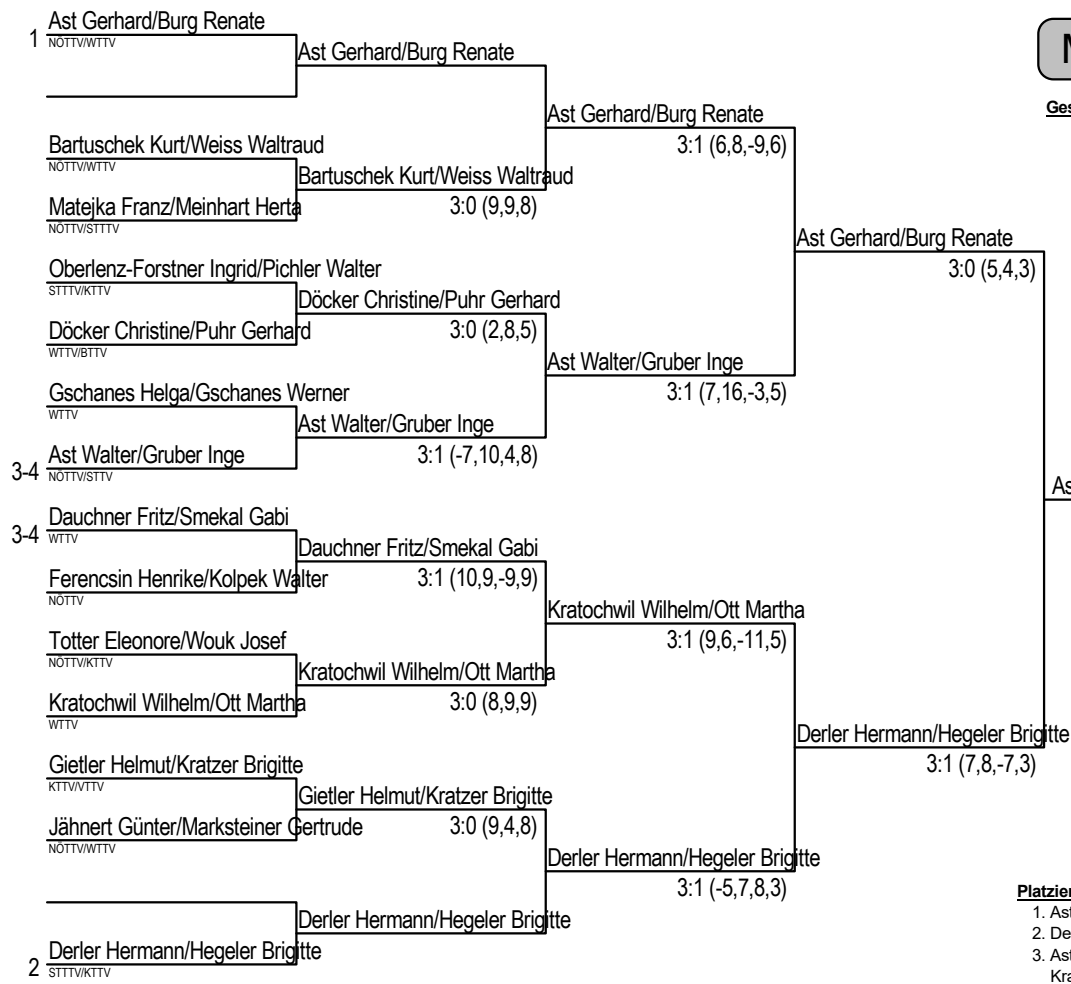 Ast Gerhard/Burg Renate
1 NÖTTV/WTTV
Ast Gerhard/Burg Renate
Ast Gerhard/Burg Renate
3:1 (6,8,-9,6)
Bartuschek Kurt/Weiss Waltraud
NÖTTV/WTTV
Bartuschek Kurt/Weiss Waltraud
3:0 (9,9,8)
Matejka Franz/Meinhart Herta
NÖTTV/STTTV
Ast Gerhard/Burg Renate
3:0 (5,4,3)
Oberlenz-Forstner Ingrid/Pichler Walter
STTTV/KTTV
Döcker Christine/Puhr Gerhard
3:0 (2,8,5)
Döcker Christine/Puhr Gerhard
WTTV/BTTV
Ast Walter/Gruber Inge
3:1 (7,16,-3,5)
Gschanes Helga/Gschanes Werner
WTTV
Ast Walter/Gruber Inge
3:1 (-7,10,4,8)
Ast Walter/Gruber Inge
3-4 NÖTTV/STTV
As
Dauchner Fritz/Smekal Gabi
3-4 WTTV
Dauchner Fritz/Smekal Gabi
3:1 (10,9,-9,9)
Ferencsin Henrike/Kolpek Walter
NÖTTV
Kratochwil Wilhelm/Ott Martha
3:1 (9,6,-11,5)
Totter Eleonore/Wouk Josef
NÖTTV/KTTV
Kratochwil Wilhelm/Ott Martha
3:0 (8,9,9)
Kratochwil Wilhelm/Ott Martha
WTTV
Derler Hermann/Hegeler Brigitte
3:1 (7,8,-7,3)
Gietler Helmut/Kratzer Brigitte
KTTV/VTTV
Gietler Helmut/Kratzer Brigitte
3:0 (9,4,8)
Jähnert Günter/Marksteiner Gertrude
NÖTTV/WTTV
Derler Hermann/Hegeler Brigitte
3:1 (-5,7,8,3)
Derler Hermann/Hegeler Brigitte
Derler Hermann/Hegeler Brigitte
2 STTTV/KTTV
Ges
Platzier
1. Ast
2. De
3. Ast
Kra